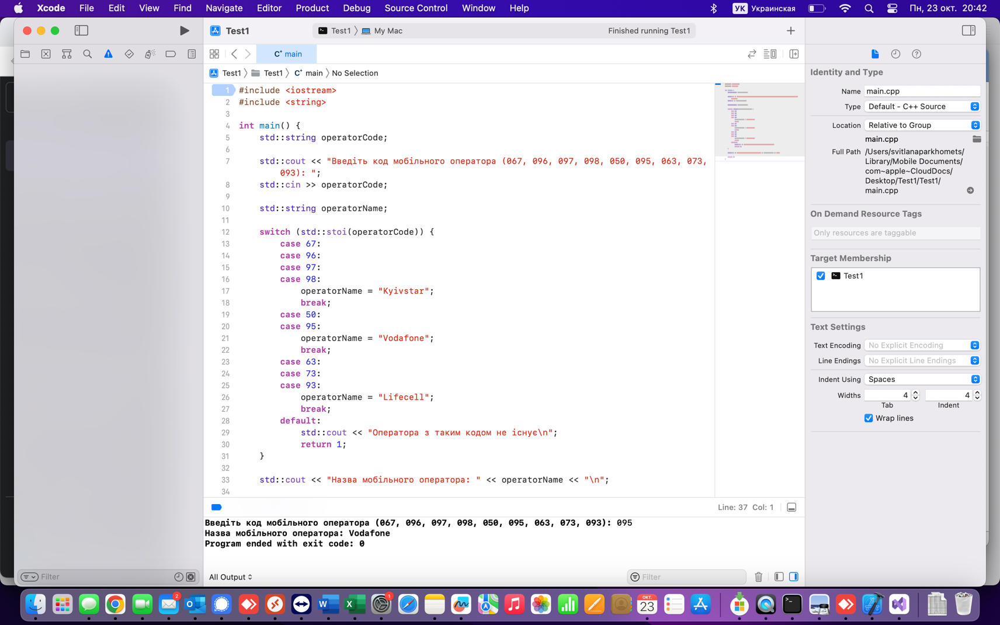 Xcode File Edit View Find Navigate Editor Product Debug Source Control Window Help
УК Украинская Пн, 23 окт. 20:42
Test1
Test1 My Mac
Finished running Test1
main
Test1 Test1 main No Selection
1 #include <iostream>
2 #include <string>
3
4 int main() {
5 std::string operatorCode;
6
7 std::cout << "Введіть код мобільного оператора (067, 096, 097, 098, 050, 095, 063, 073,
093): ";
8 std::cin >> operatorCode;
9
10 std::string operatorName;
11
12 switch (std::stoi(operatorCode)) {
13 case 67:
14 case 96:
15 case 97:
16 case 98:
17 operatorName = "Kyivstar";
18 break;
19 case 50:
20 case 95:
21 operatorName = "Vodafone";
22 break;
23 case 63:
24 case 73:
25 case 93:
26 operatorName = "Lifecell";
27 break;
28 default:
29 std::cout << "Оператора з таким кодом не існує\n";
30 return 1;
31 }
32
33 std::cout << "Назва мобільного оператора: " << operatorName << "\n";
34
Line: 37 Col: 1
Введіть код мобільного оператора (067, 096, 097, 098, 050, 095, 063, 073, 093): 095
Назва мобільного оператора: Vodafone
Program ended with exit code: 0
Filter
All Output
Filter
Identity and Type
Name main.cpp
Type Default - C++ Source
Location Relative to Group
main.cpp
Full Path /Users/svitlanaparkhomets/
Library/Mobile Documents/
com~apple~CloudDocs/
Desktop/Test1/Test1/
main.cpp
On Demand Resource Tags
Only resources are taggable
Target Membership
Test1
Text Settings
Text Encoding No Explicit Encoding
Line Endings No Explicit Line Endings
Indent Using Spaces
Widths 4 4
Tab Indent
Wrap lines
2
1
ОКТ.
23